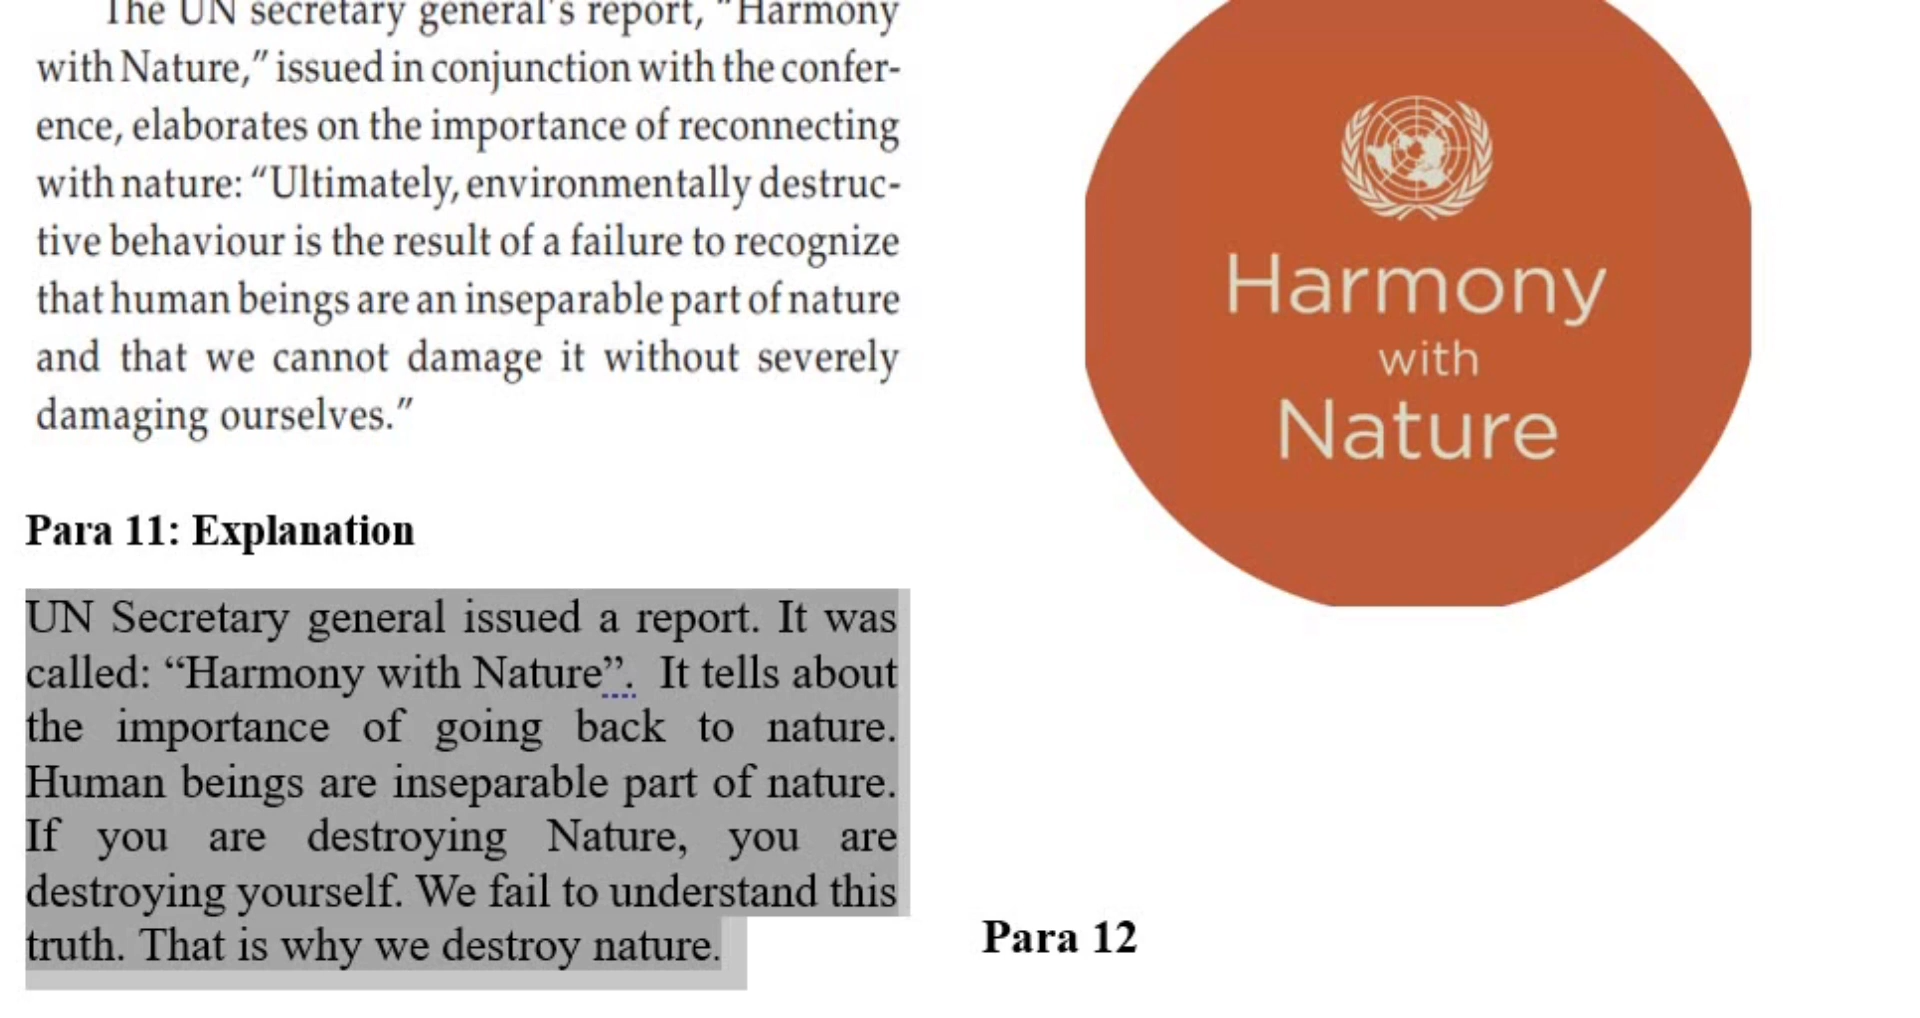 The UN secretary general's report, "Harmony
with Nature," issued in conjunction with the confer-
ence, elaborates on the importance of reconnecting
with nature: "Ultimately, environmentally destruc-
tive behaviour is the result of a failure to recognize
that human beings are an inseparable part of nature
and that we cannot damage it without severely
damaging ourselves."
Para 11: Explanation
UN Secretary general issued a report. It was
called: “Harmony with Nature”. It tells about
the importance of going back to nature.
Human beings are inseparable part of nature.
If you are destroying Nature, you are
destroying yourself. We fail to understand this
truth. That is why we destroy nature.
Harmony
with
Nature
Para 12